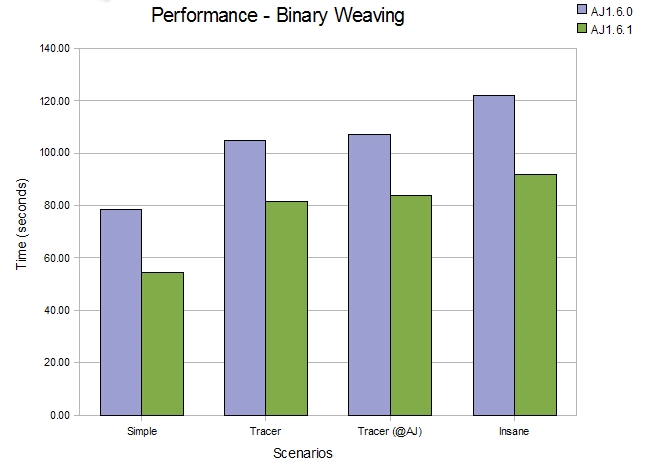 Performance - Binary Weaving
AJ1.6.0
AJ1.6.1
140.00
120.00
100.00
80.00
60.00
40.00
20.00
0.00
Time (seconds)
Simple
Tracer
Tracer (@AJ)
Insane
Scenarios